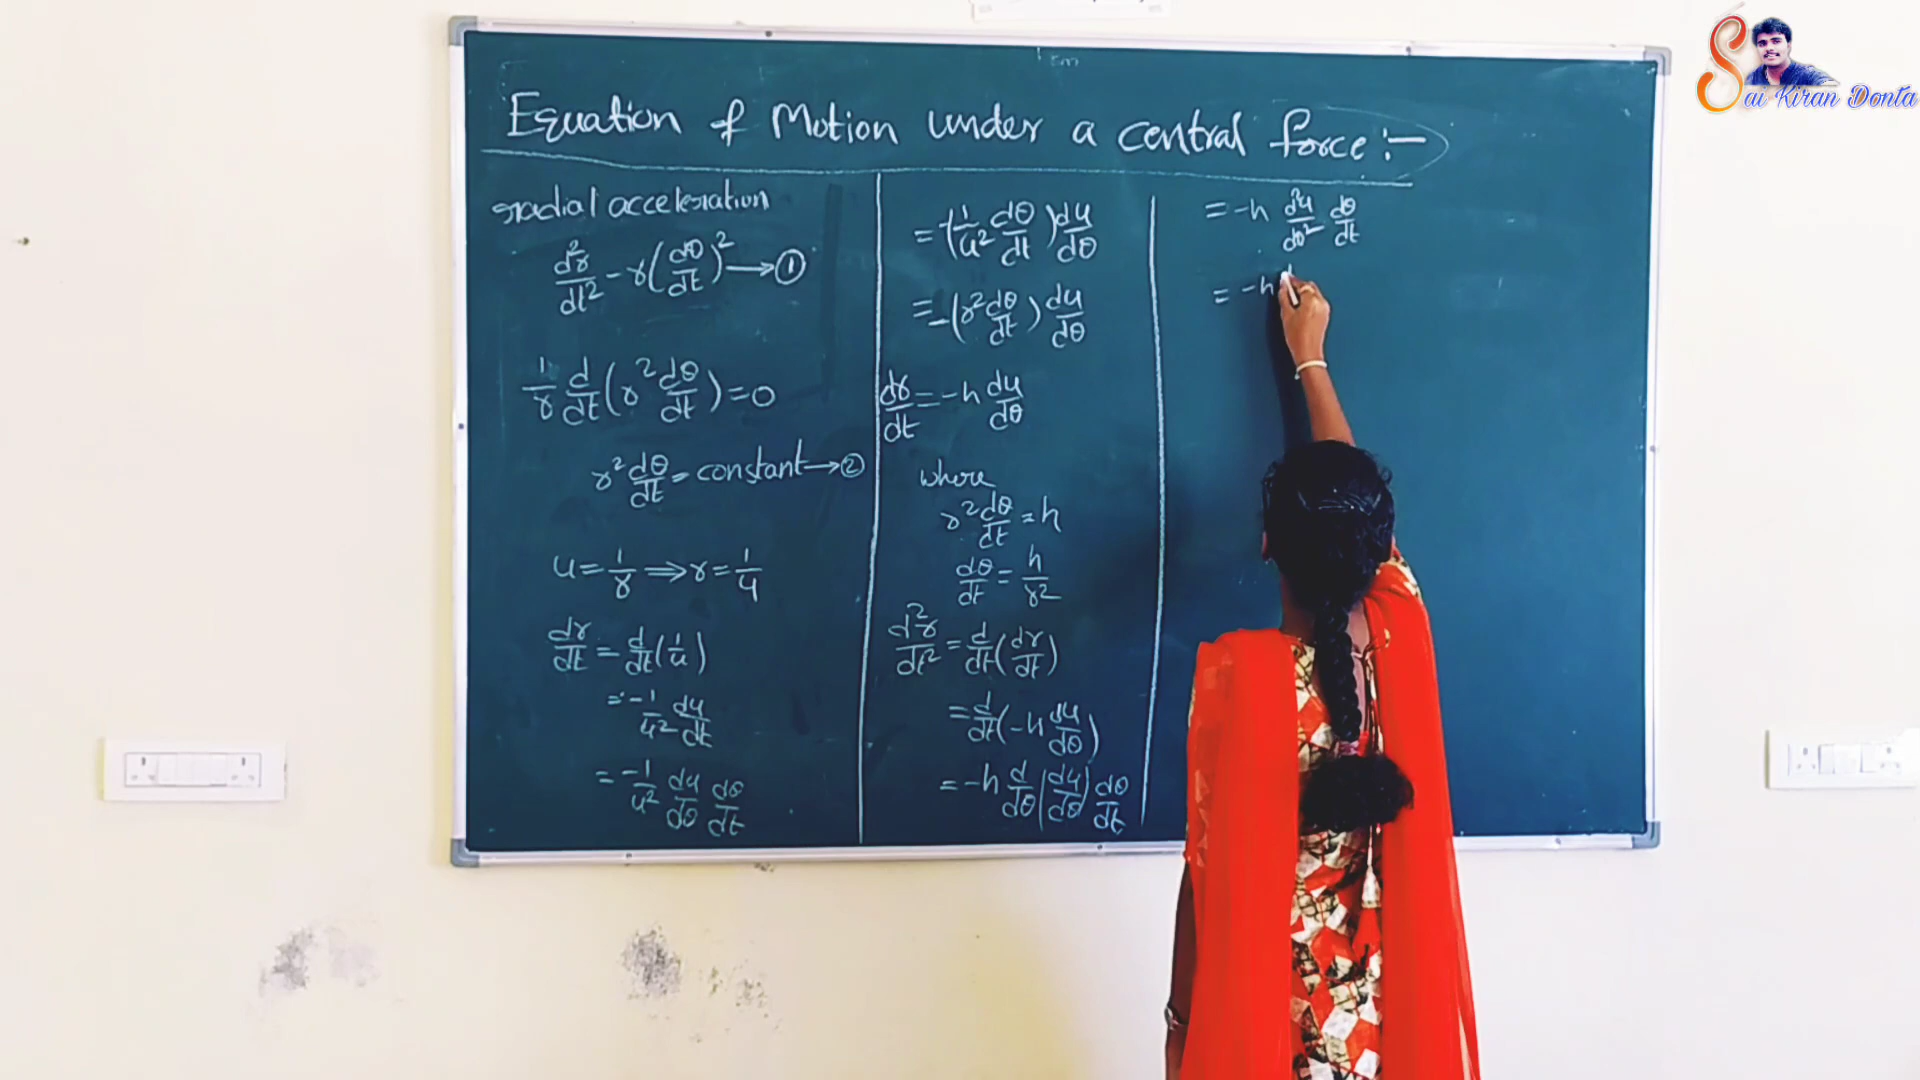 Equation of Motion under a central force :-
radial acceleration
d²r/dt² - r(dθ/dt)² → ①
1/r d/dt (r² dθ/dt) = 0
r² dθ/dt = constant → ②
u = 1/r ⇒ r = 1/u
dr/dt = d/dt (1/u)
= -1/u² du/dt
= -1/u² du/dθ dθ/dt
= -(1/u² dθ/dt) du/dθ
= -(r² dθ/dt) du/dθ
dr/dt = -h du/dθ
where
r² dθ/dt = h
dθ/dt = h/r²
d²r/dt² = d/dt (dr/dt)
= d/dt (-h du/dθ)
= -h d/dθ (du/dθ) dθ/dt
= -h d²u/dθ² dθ/dt
= -h d
Sai Kiran Donta